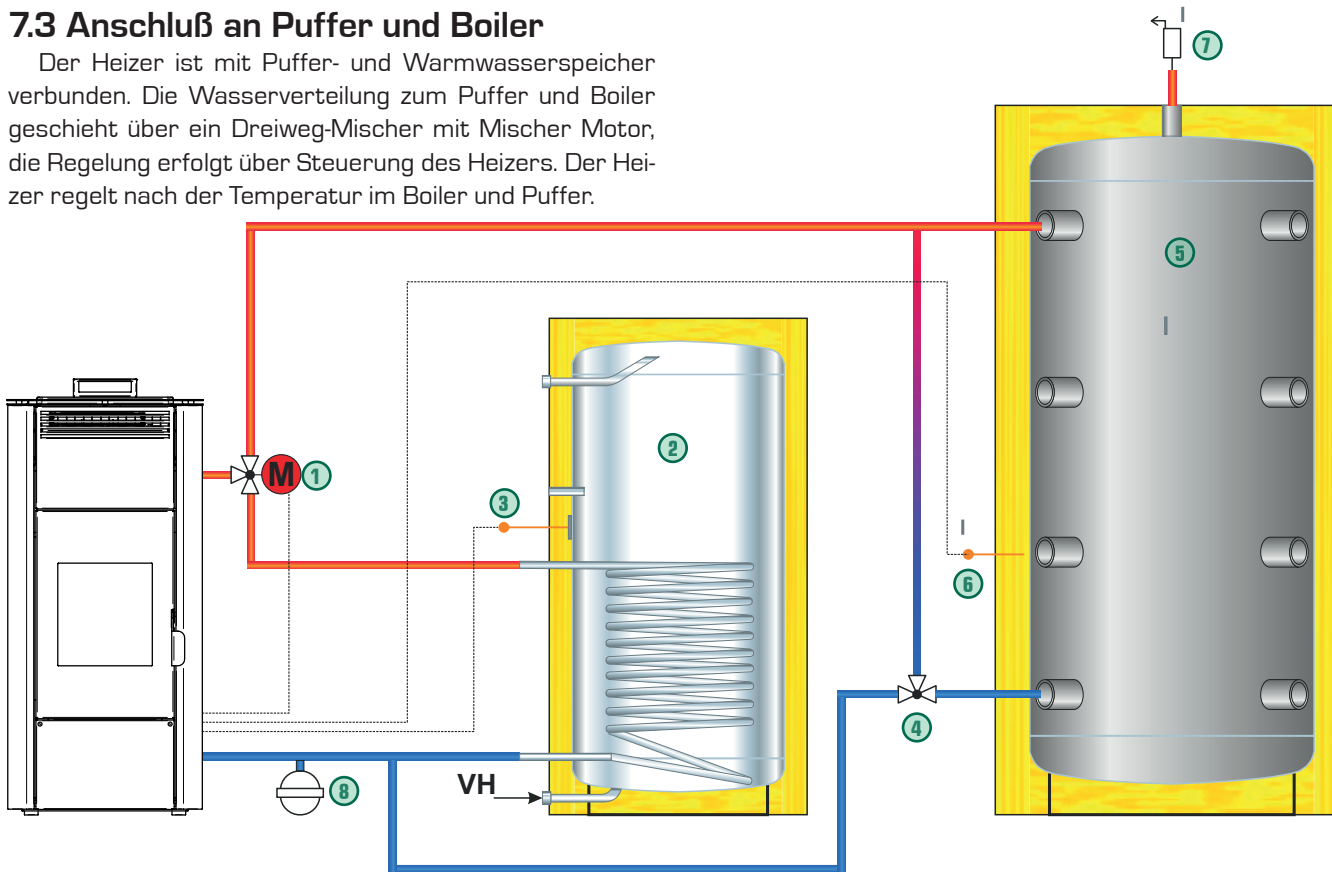 7.3 Anschluß an Puffer und Boiler
Der Heizer ist mit Puffer- und Warmwasserspeicher
verbunden. Die Wasserverteilung zum Puffer und Boiler
geschieht über ein Dreiweg-Mischer mit Mischer Motor,
die Regelung erfolgt über Steuerung des Heizers. Der Hei-
zer regelt nach der Temperatur im Boiler und Puffer.
7
5
2
M 1
3
6
4
8
VH